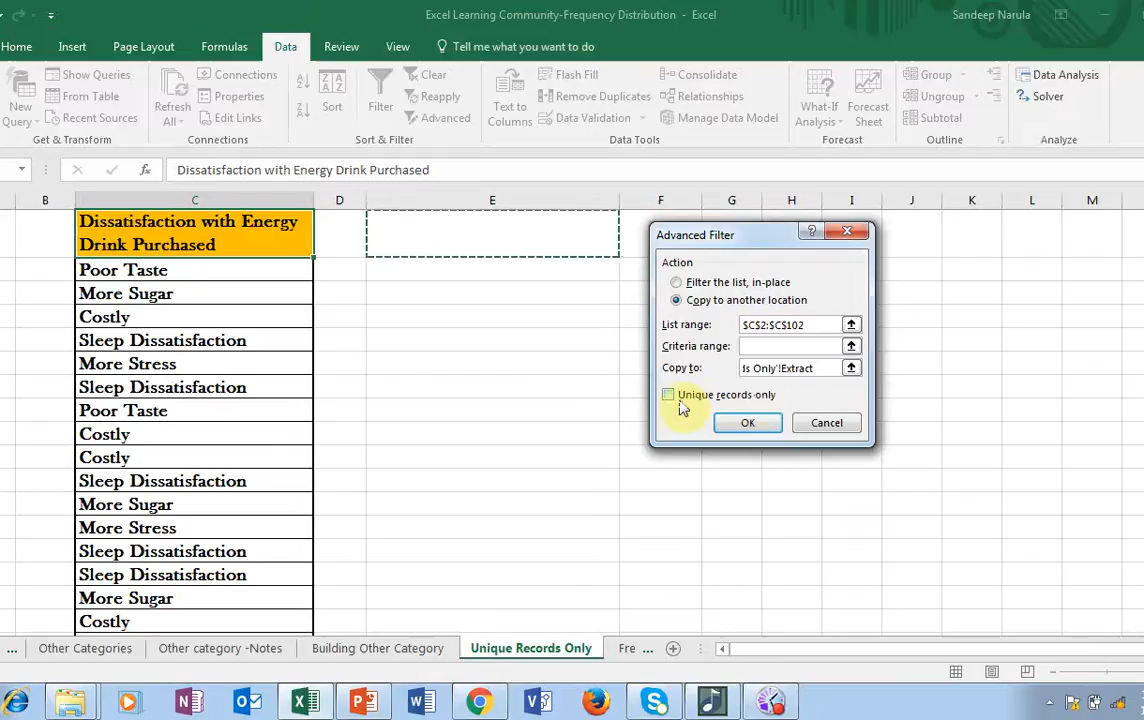 Excel Learning Community-Frequency Distribution - Excel
Sandeep Narula
Home Insert Page Layout Formulas Data Review View Tell me what you want to do
New Query
Show Queries
From Table
Recent Sources
Get & Transform
Refresh All
Connections
Properties
Edit Links
Connections
Sort
Filter
Clear
Reapply
Advanced
Sort & Filter
Text to Columns
Flash Fill
Remove Duplicates
Data Validation
Consolidate
Relationships
Manage Data Model
Data Tools
What-If Analysis
Forecast Sheet
Forecast
Group
Ungroup
Subtotal
Outline
Data Analysis
Solver
Analyze
fx Dissatisfaction with Energy Drink Purchased
B C D E F G H I J K L M
Dissatisfaction with Energy
Drink Purchased
Poor Taste
More Sugar
Costly
Sleep Dissatisfaction
More Stress
Sleep Dissatisfaction
Poor Taste
Costly
Costly
Sleep Dissatisfaction
More Sugar
More Stress
Sleep Dissatisfaction
Sleep Dissatisfaction
More Sugar
Costly
Advanced Filter
Action
Filter the list, in-place
Copy to another location
List range: $C$2:$C$102
Criteria range:
Copy to: ls Only'!Extract
Unique records only
OK Cancel
... Other Categories Other category -Notes Building Other Category Unique Records Only Fre ...